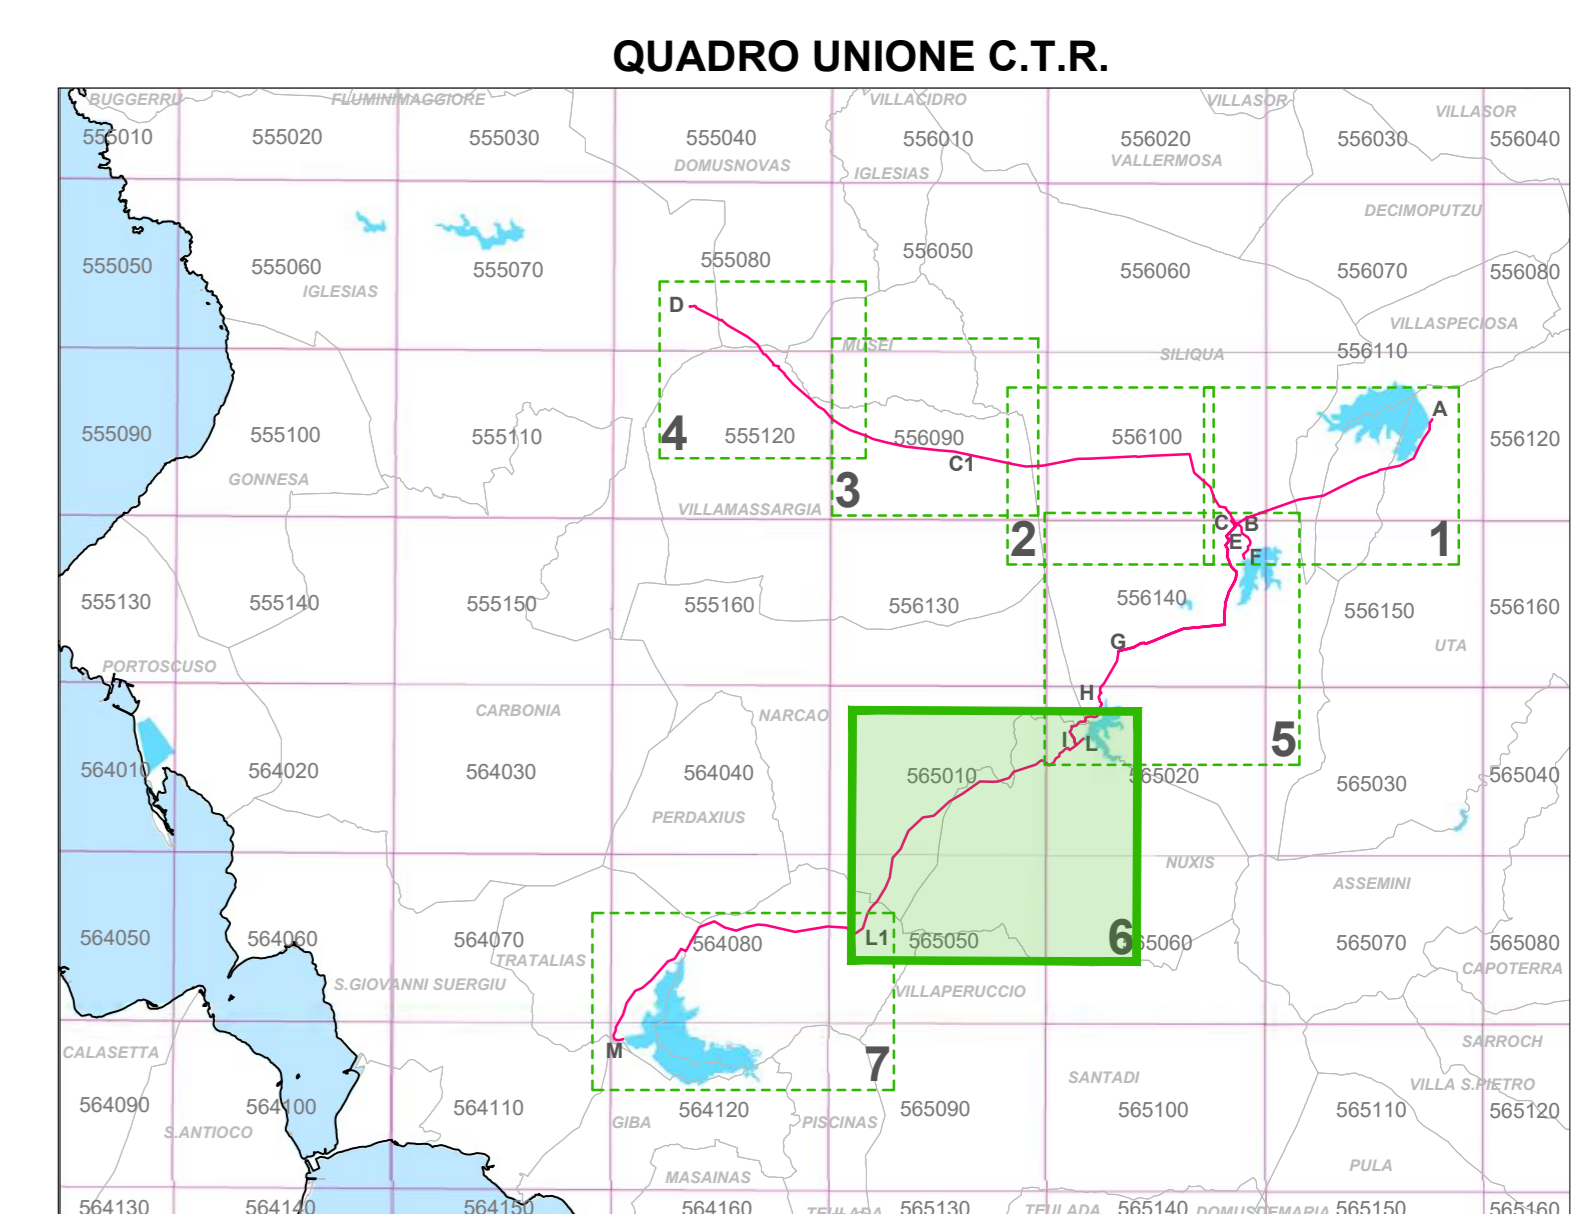 QUADRO UNIONE C.T.R.
BUGGERRU FLUMINIMAGGIORE VILLACIDRO VILLASOR VILLASOR
555010 555020 555030 555040 556010 556020 556030 556040
DOMUSNOVAS IGLESIAS VALLERMOSA
DECIMOPUTZU
555050 555060 555070 555080 556050 556060 556070 556080
IGLESIAS
D
VILLASPECIOSA
MUSEI SILIQUA 556110
A
4
555090 555100 555110 555120 556090 556100 556120
C1
GONNESA 3
VILLAMASSARGIA
C B
2 E 1
F
555130 555140 555150 555160 556130 556140 556150 556160
G UTA
PORTOSCUSO
H
CARBONIA NARCAO
I L 5
564010 564020 564030 564040 565010 565020 565030 565040
PERDAXIUS
NUXIS
ASSEMINI
564050 564060 564070 564080 L1 565050 6 565060 565070 565080
TRATALIAS CAPOTERRA
S.GIOVANNI SUERGIU VILLAPERUCCIO
CALASETTA M 7 SARROCH
SANTADI VILLA S.PIETRO
564090 564100 564110 564120 565090 565100 565110 565120
S.ANTIOCO GIBA PISCINAS
MASAINAS PULA
564130 564140 564150 564160 TEULADA 565130 TEULADA 565140 DOMUSDEMARIA 565150 565160